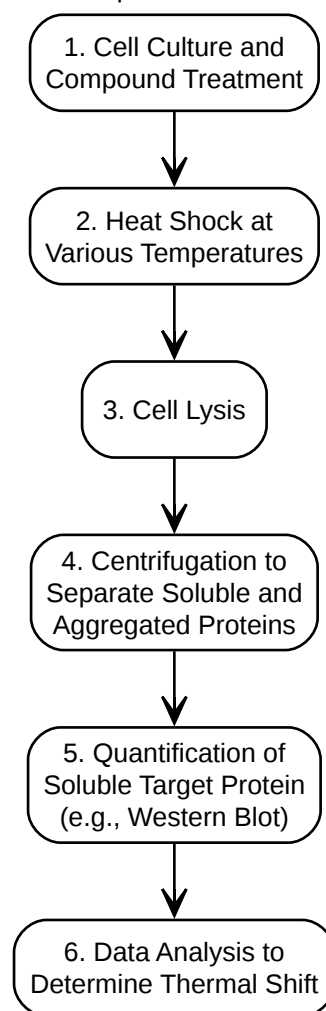 1. Cell Culture and
Compound Treatment
2. Heat Shock at
Various Temperatures
3. Cell Lysis
4. Centrifugation to
Separate Soluble and
Aggregated Proteins
5. Quantification of
Soluble Target Protein
(e.g., Western Blot)
6. Data Analysis to
Determine Thermal Shift